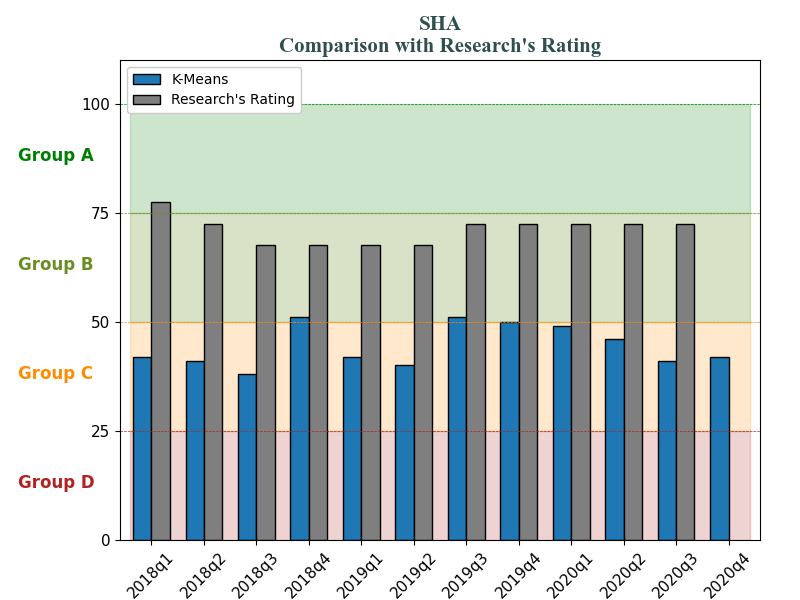 SHA
Comparison with Research's Rating
K-Means
Research's Rating
100
Group A
75
Group B
50
Group C
25
Group D
0
2018q1
2018q2
2018q3
2018q4
2019q1
2019q2
2019q3
2019q4
2020q1
2020q2
2020q3
2020q4